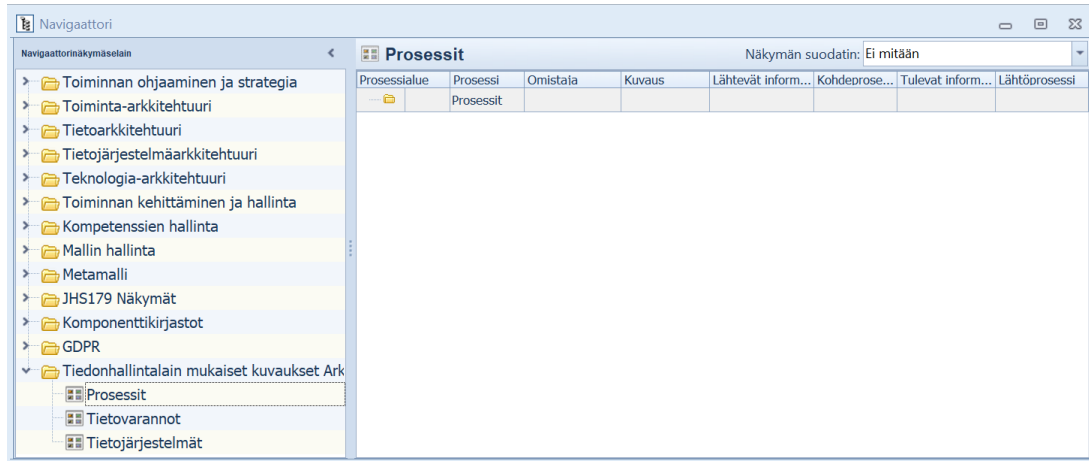 Navigaattori
Navigaattorinäkymäselain
Prosessit Näkymän suodatin: Ei mitään
Prosessialue Prosessi Omistaja Kuvaus Lähtevät inform... Kohdeprose... Tulevat inform... Lähtöprosessi
Prosessit
Toiminnan ohjaaminen ja strategia
Toiminta-arkkitehtuuri
Tietoarkkitehtuuri
Tietojärjestelmäarkkitehtuuri
Teknologia-arkkitehtuuri
Toiminnan kehittäminen ja hallinta
Kompetenssien hallinta
Mallin hallinta
Metamalli
JHS179 Näkymät
Komponenttikirjastot
GDPR
Tiedonhallintalain mukaiset kuvaukset Ark
Prosessit
Tietovarannot
Tietojärjestelmät